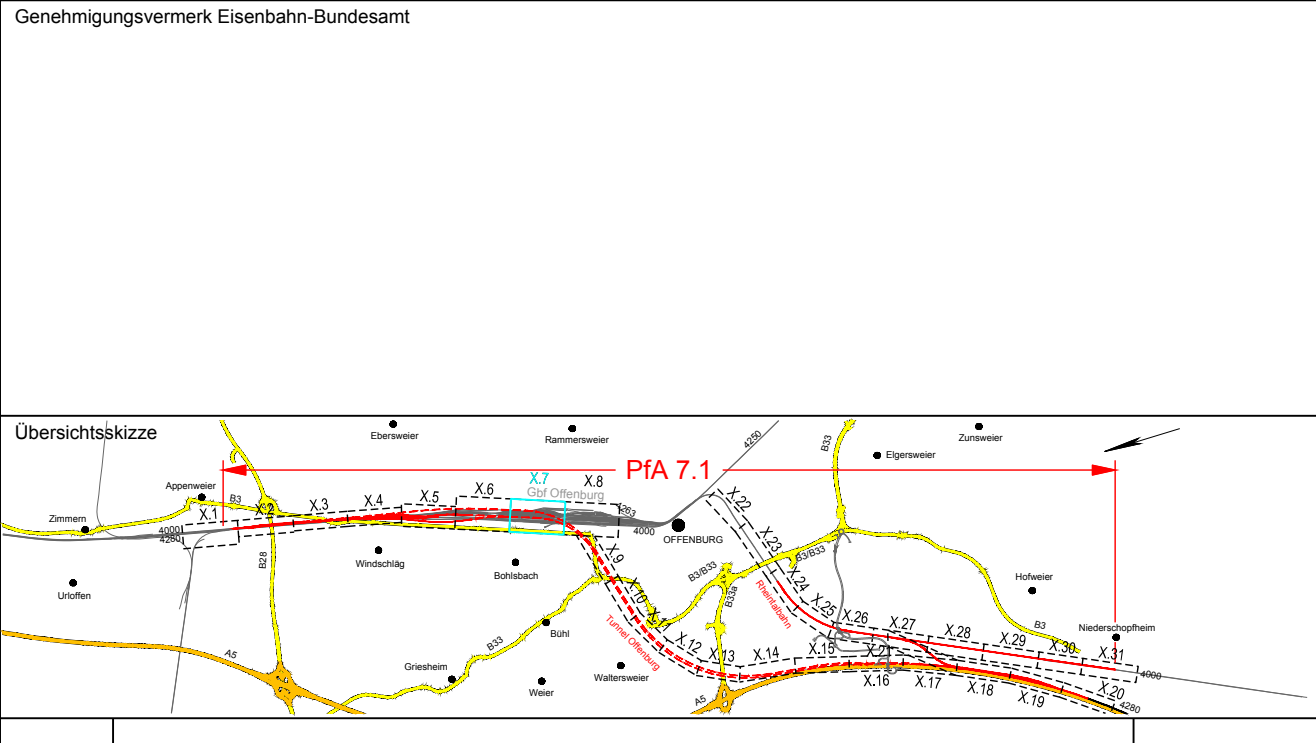 Genehmigungsvermerk Eisenbahn-Bundesamt
Übersichtsskizze
Ebersweier
Rammersweier
4250
B33
Zunsweier
Elgersweier
PfA 7.1
Appenweier
B3
Zimmern
4000
4280
X.1
X.2
X.3
X.4
X.5
X.6
X.7
X.8
Gbf Offenburg
4263
4000
OFFENBURG
X.22
X.23
X.24
X.25
X.26
X.27
X.28
X.29
X.30
X.31
B3/B33
B3/B33
B33a
B28
Windschläg
Bohlsbach
Urloffen
X.9
X.10
X.11
X.12
X.13
X.14
X.15
X.21
X.16
X.17
X.18
X.19
X.20
Rheintalbahn
Tunnel Offenburg
Hofweier
B3
Niederschopfheim
4000
4280
Bühl
B33
Griesheim
Weier
Waltersweier
A5
A5